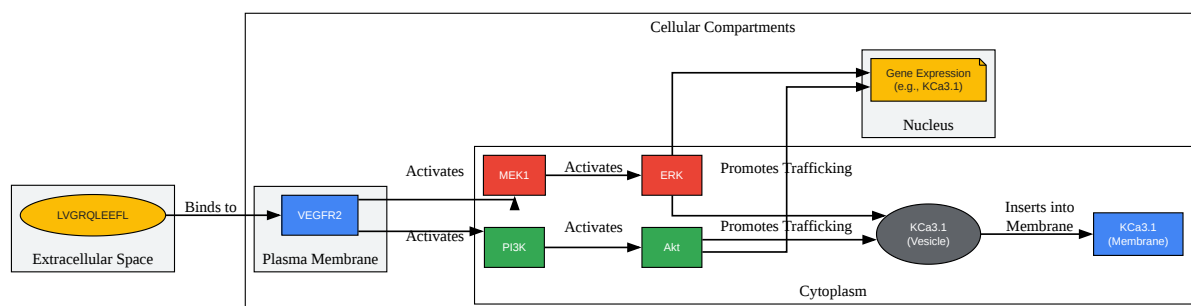 Cellular Compartments
Gene Expression
(e.g., KCa3.1)
Nucleus
Activates
MEK1
Activates
ERK
Promotes Trafficking
LVGRQLEEFL
Binds to
VEGFR2
Extracellular Space
Plasma Membrane
Activates
PI3K
Activates
Akt
Promotes Trafficking
KCa3.1
(Vesicle)
Inserts into
Membrane
KCa3.1
(Membrane)
Cytoplasm